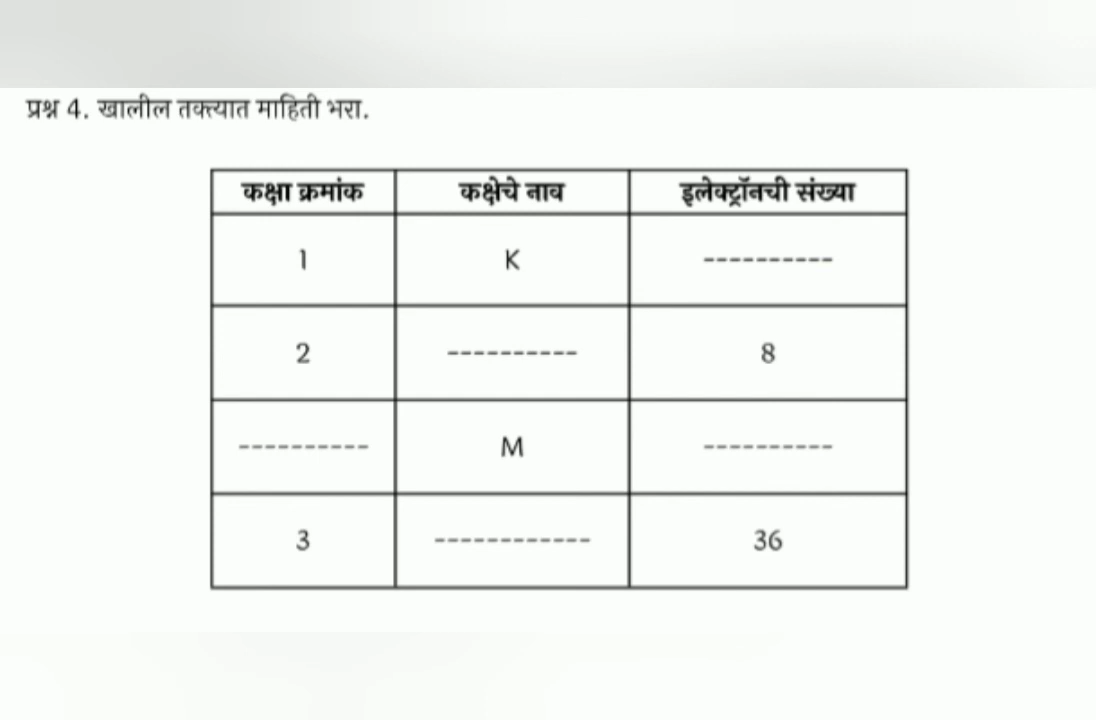 प्रश्न 4. खालील तक्त्यात माहिती भरा.
कक्षा क्रमांक कक्षेचे नाव इलेक्ट्रॉनची संख्या
1 K ----------
2 ---------- 8
---------- M ----------
3 ------------ 36